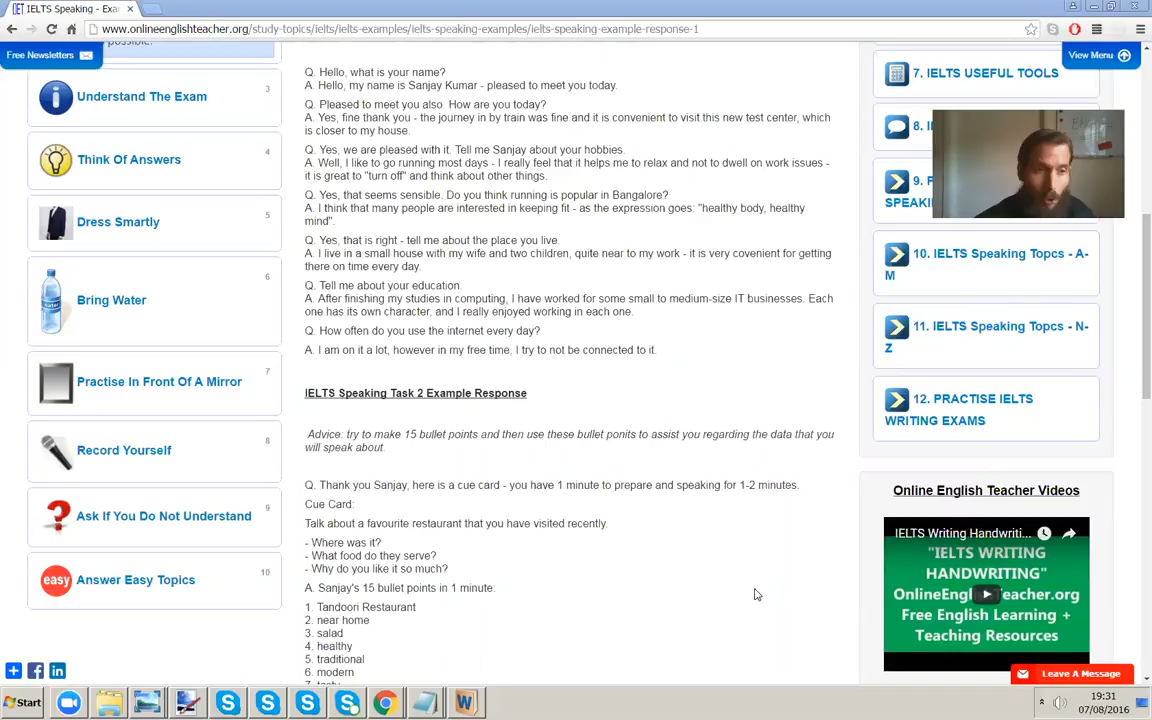 IELTS Speaking - Exa
www.onlineenglishteacher.org/study-topics/ielts/ielts-examples/ielts-speaking-examples/ielts-speaking-example-response-1
Free Newsletters
View Menu
possible.
3
Understand The Exam
4
Think Of Answers
5
Dress Smartly
6
Bring Water
7
Practise In Front Of A Mirror
8
Record Yourself
9
Ask If You Do Not Understand
10
easy
Answer Easy Topics
Q. Hello, what is your name?
A. Hello, my name is Sanjay Kumar - pleased to meet you today.
Q. Pleased to meet you also. How are you today?
A. Yes, fine thank you - the journey in by train was fine and it is convenient to visit this new test center, which
is closer to my house.
Q. Yes, we are pleased with it. Tell me Sanjay about your hobbies.
A. Well, I like to go running most days - I really feel that it helps me to relax and not to dwell on work issues -
it is great to "turn off" and think about other things.
Q. Yes, that seems sensible. Do you think running is popular in Bangalore?
A. I think that many people are interested in keeping fit - as the expression goes: "healthy body, healthy
mind".
Q. Yes, that is right - tell me about the place you live.
A. I live in a small house with my wife and two children, quite near to my work - it is very covenient for getting
there on time every day.
Q. Tell me about your education.
A. After finishing my studies in computing, I have worked for some small to medium-size IT businesses. Each
one has its own character, and I really enjoyed working in each one.
Q. How often do you use the internet every day?
A. I am on it a lot, however in my free time, I try to not be connected to it.
IELTS Speaking Task 2 Example Response
Advice: try to make 15 bullet points and then use these bullet ponits to assist you regarding the data that you
will speak about.
Q. Thank you Sanjay, here is a cue card - you have 1 minute to prepare and speaking for 1-2 minutes.
Cue Card:
Talk about a favourite restaurant that you have visited recently.
- Where was it?
- What food do they serve?
- Why do you like it so much?
A. Sanjay's 15 bullet points in 1 minute:
1. Tandoori Restaurant
2. near home
3. salad
4. healthy
5. traditional
6. modern
7. tasty
7. IELTS USEFUL TOOLS
8.
9.
10. IELTS Speaking Topcs - A-
M
11. IELTS Speaking Topcs - N-
Z
12. PRACTISE IELTS
WRITING EXAMS
Online English Teacher Videos
IELTS Writing Handwriti...
"IELTS WRITING
HANDWRITING"
Free English Learning +
Teaching Resources
Leave A Message
Start
19:31
07/08/2016